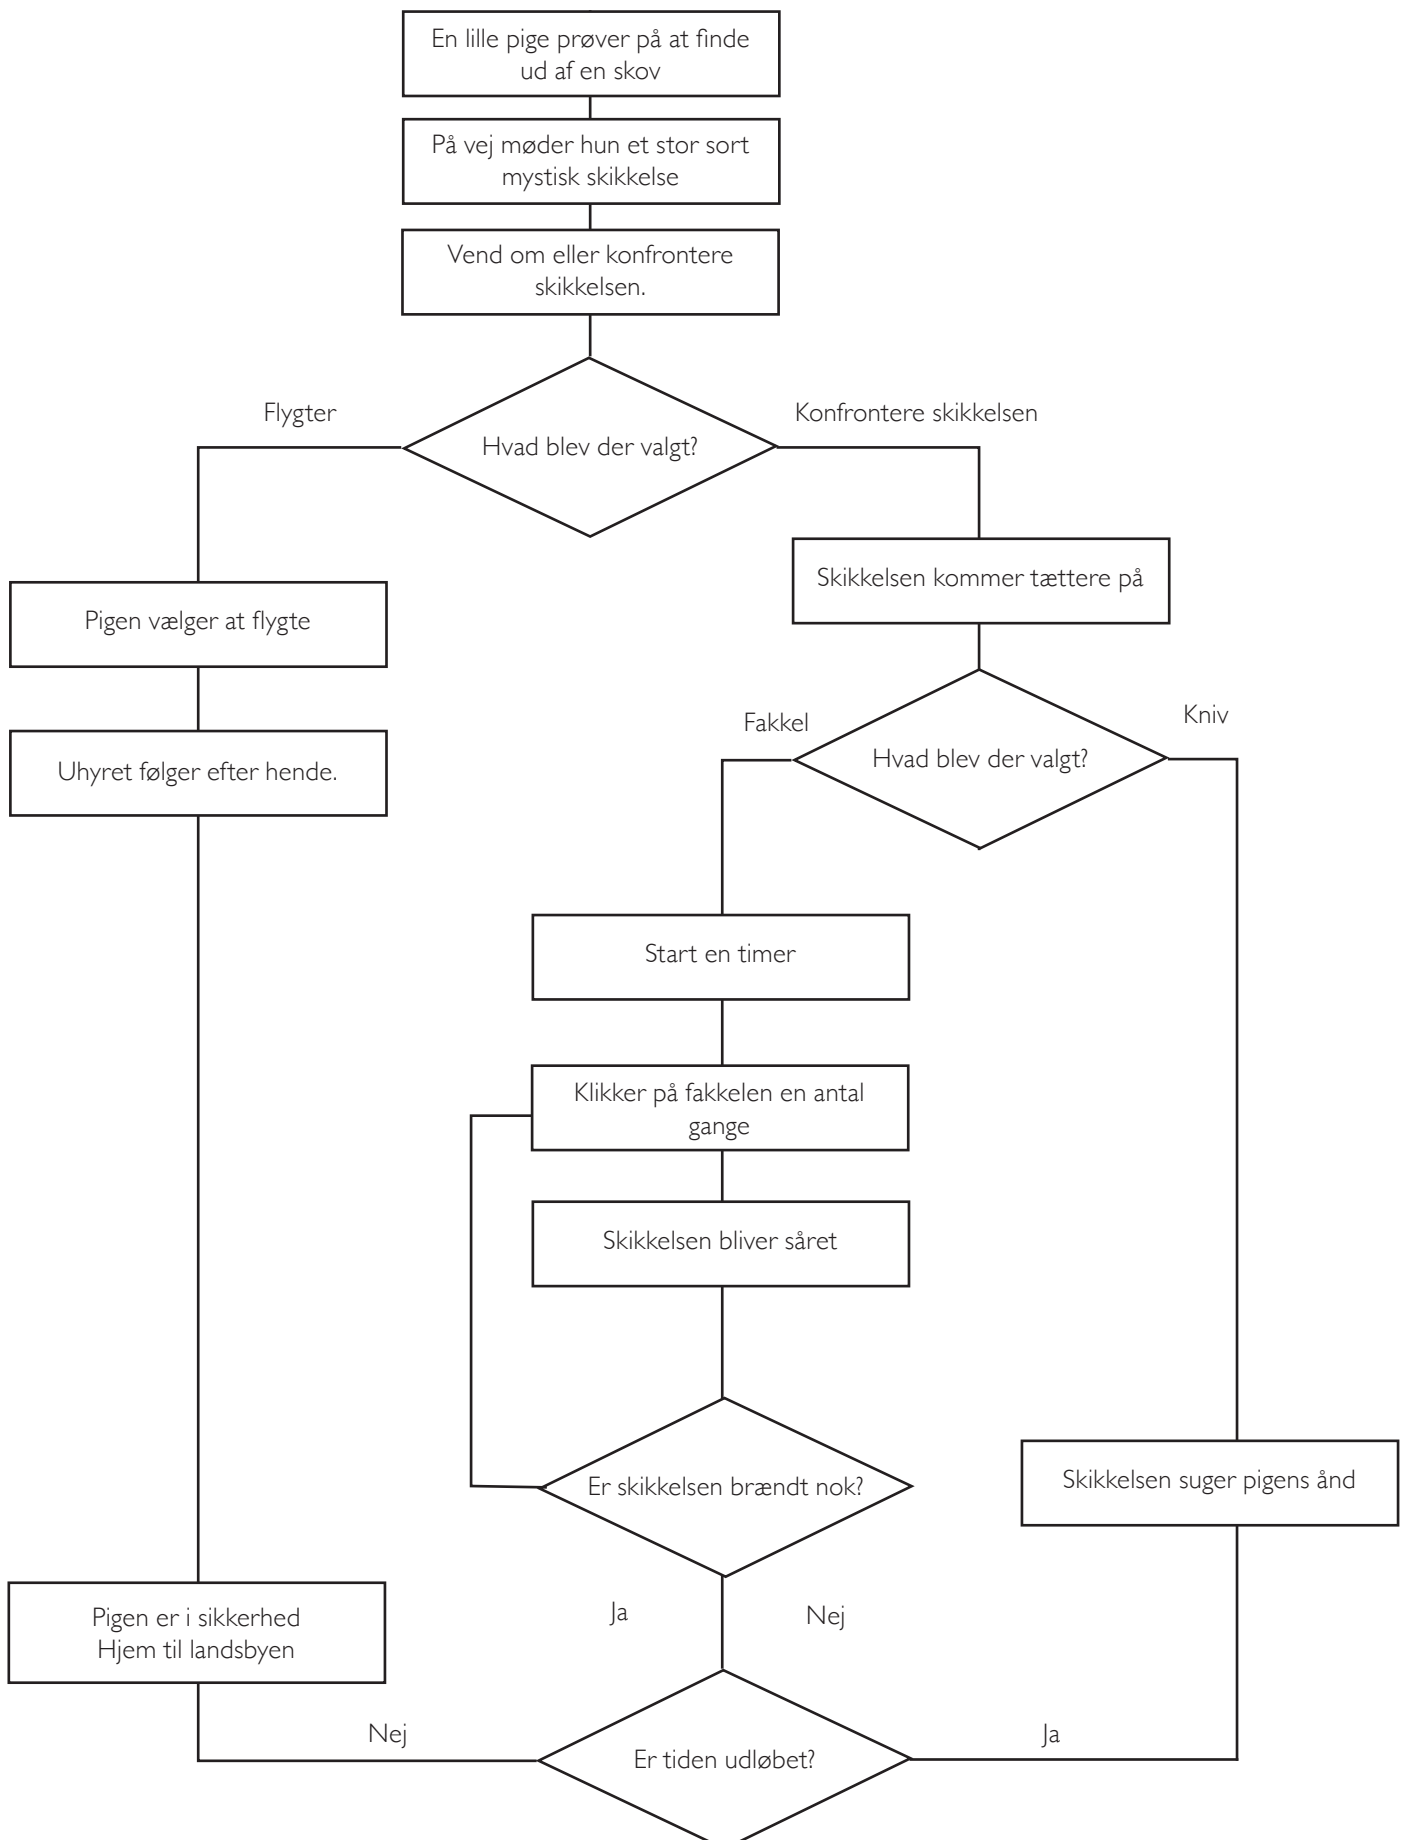 En lille pige prøver på at finde
ud af en skov
På vej møder hun et stor sort
mystisk skikkelse
Vend om eller konfrontere
skikkelsen.
Flygter
Konfrontere skikkelsen
Hvad blev der valgt?
Skikkelsen kommer tættere på
Pigen vælger at flygte
Fakkel
Kniv
Hvad blev der valgt?
Uhyret følger efter hende.
Start en timer
Klikker på fakkelen en antal
gange
Skikkelsen bliver såret
Er skikkelsen brændt nok?
Skikkelsen suger pigens ånd
Pigen er i sikkerhed
Hjem til landsbyen
Ja
Nej
Nej
Ja
Er tiden udløbet?